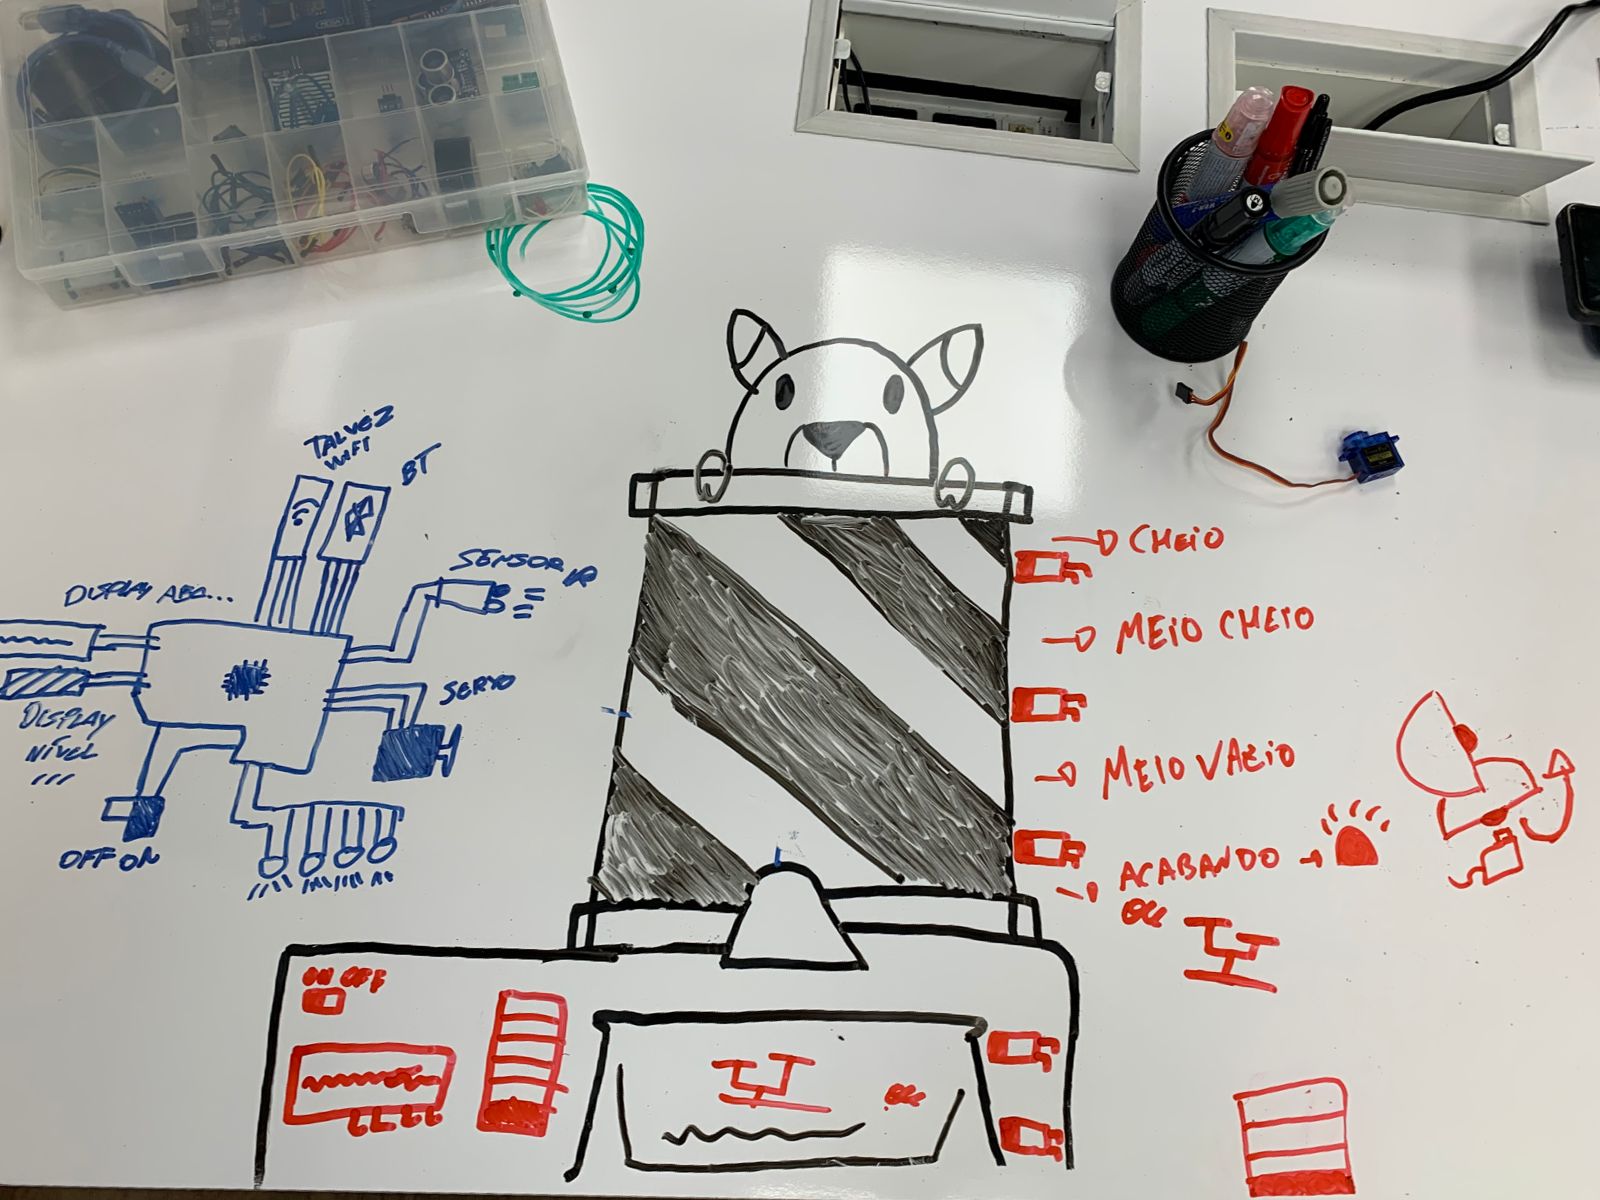 TALVEZ
WIFI
BT
SENSOR IR
DISPLAY ABC...
SERVO
DISPLAY
NÍVEL
OFF ON
CHEIO
MEIO CHEIO
MEIO VAZIO
ACABANDO
ON OFF